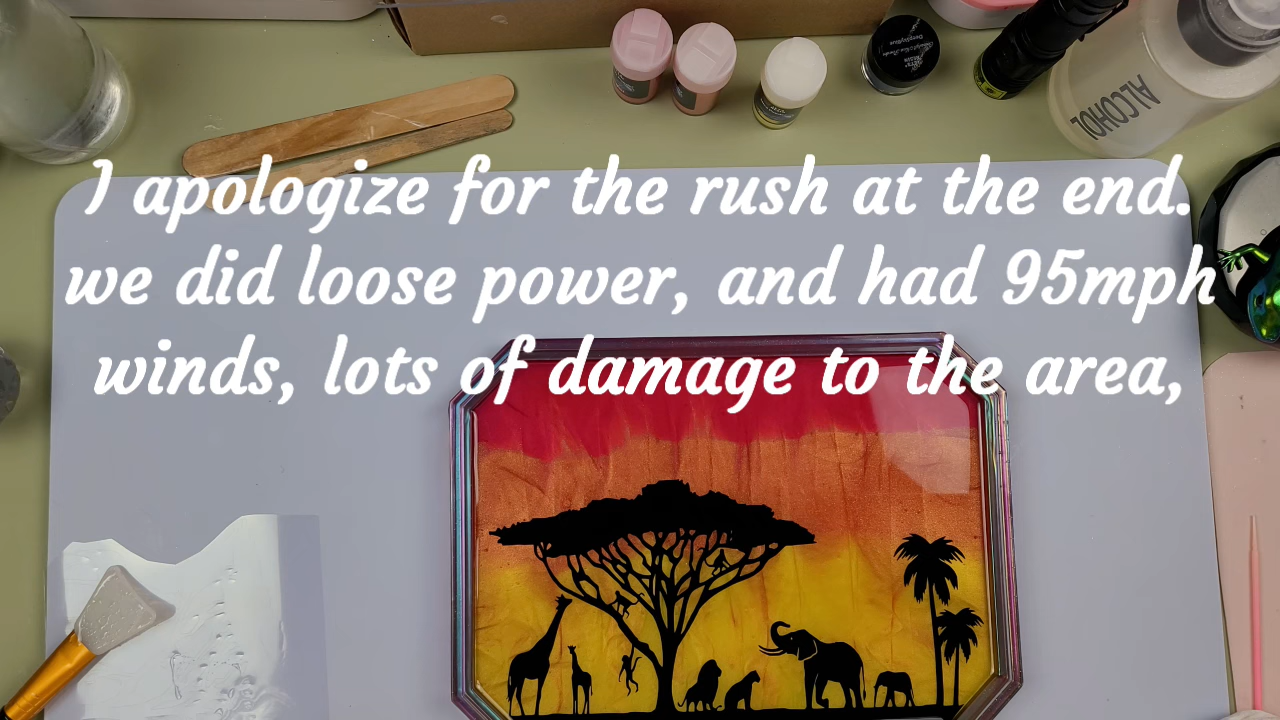 I apologize for the rush at the end.
we did loose power, and had 95mph
winds, lots of damage to the area,
ALCOHOL